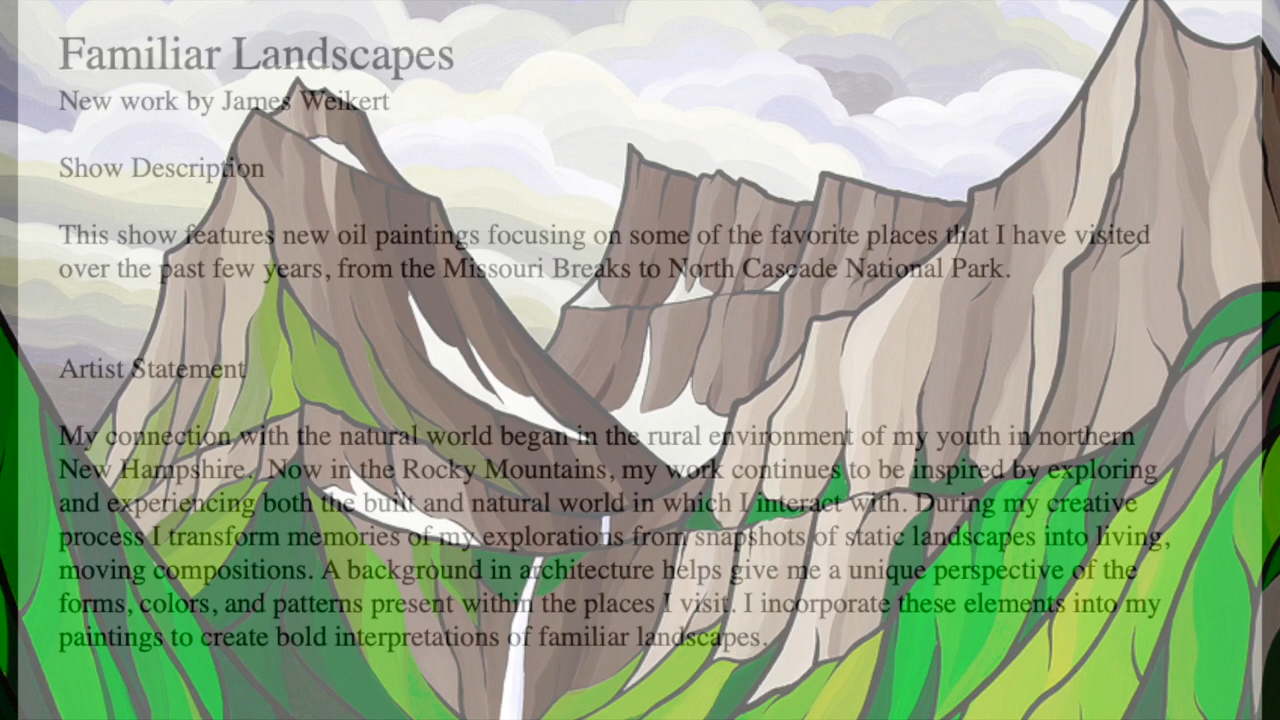 Familiar Landscapes
New work by James Weikert
Show Description
This show features new oil paintings focusing on some of the favorite places that I have visited
over the past few years, from the Missouri Breaks to North Cascade National Park.
Artist Statement
My connection with the natural world began in the rural environment of my youth in northern
New Hampshire.  Now in the Rocky Mountains, my work continues to be inspired by exploring
and experiencing both the built and natural world in which I interact with. During my creative
process I transform memories of my explorations from snapshots of static landscapes into living,
moving compositions. A background in architecture helps give me a unique perspective of the
forms, colors, and patterns present within the places I visit. I incorporate these elements into my
paintings to create bold interpretations of familiar landscapes.